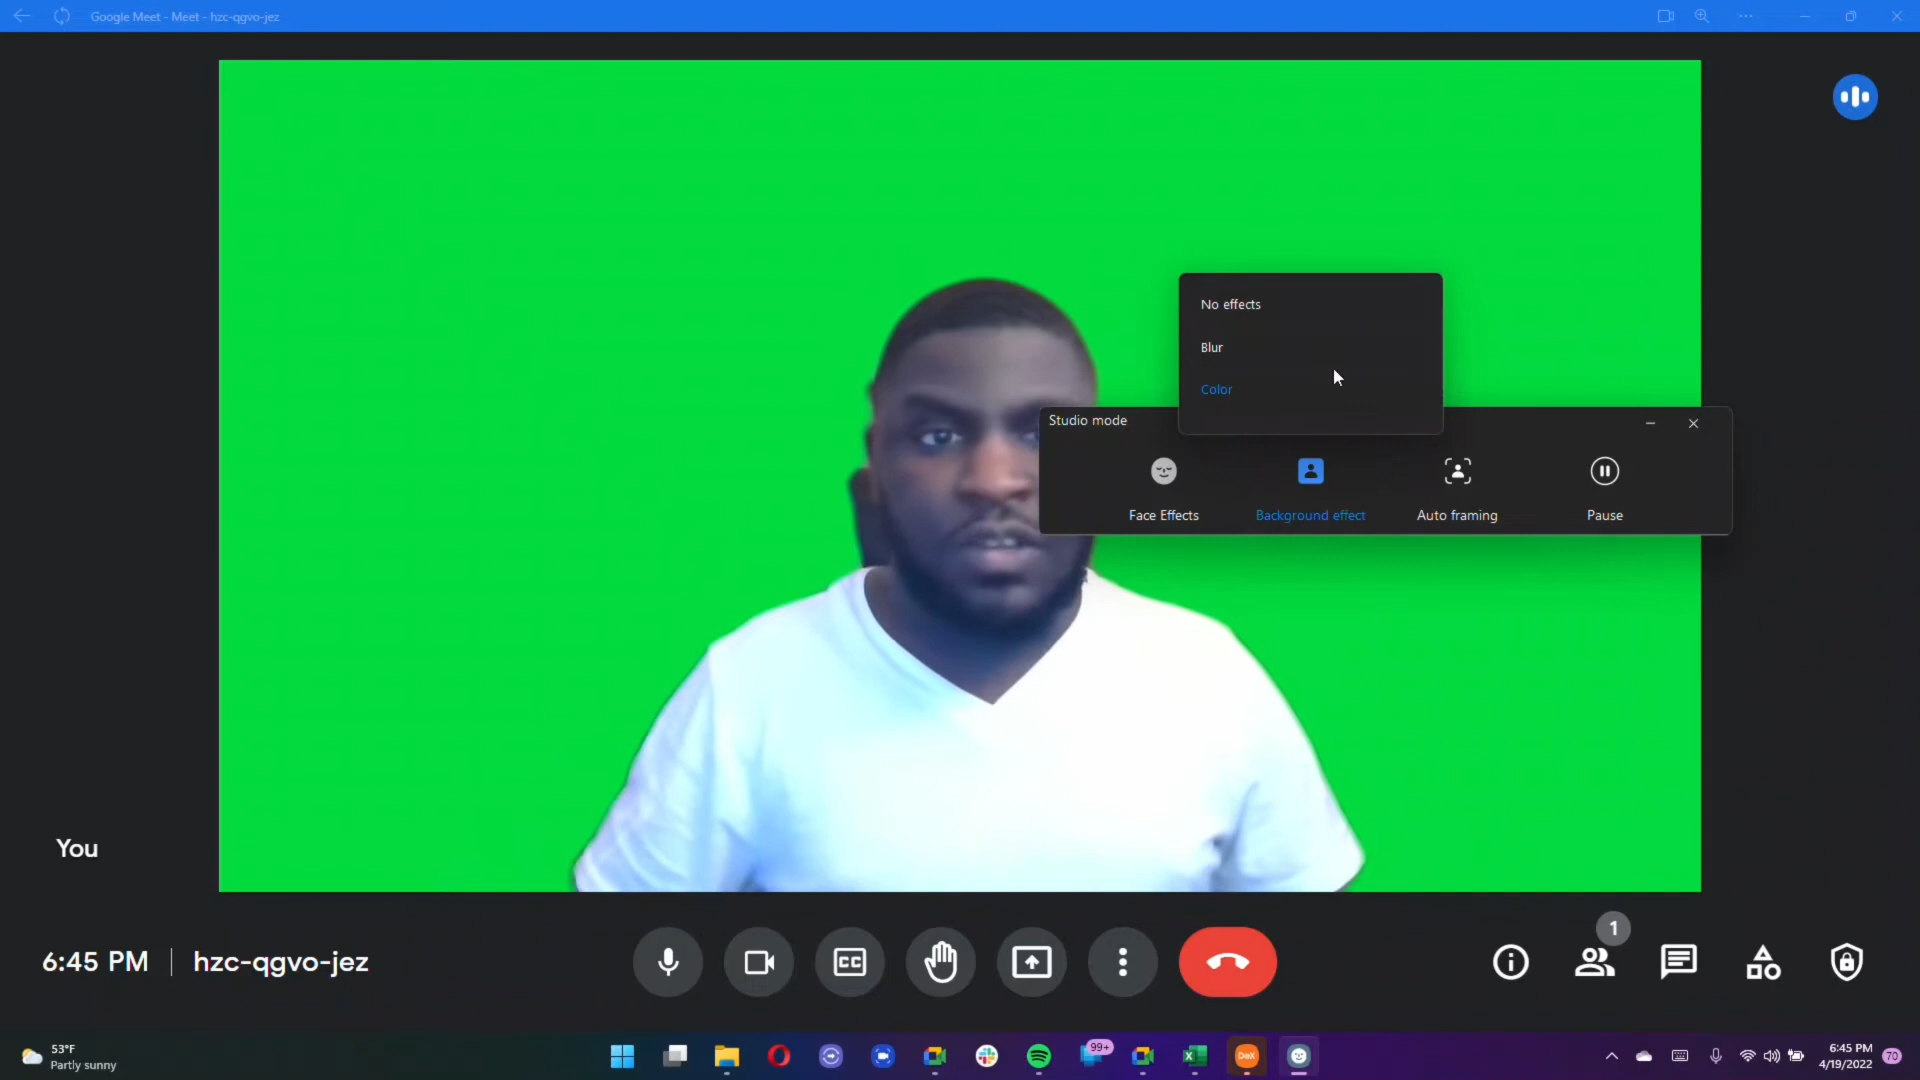 Google Meet - Meet - hzc-qgvo-jez
No effects
Blur
Color
Studio mode
Face Effects
Background effect
Auto framing
Pause
You
6:45 PM
hzc-qgvo-jez
CC
1
53°F
Partly sunny
99+
DeX
6:45 PM
4/19/2022
70